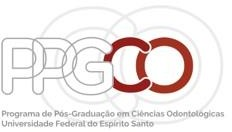 PPGCO
Programa de Pós-Graduação em Ciências Odontológicas
Universidade Federal do Espírito Santo